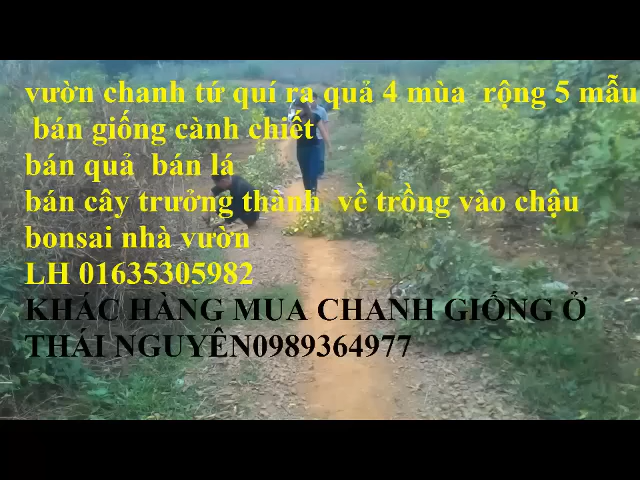 vườn chanh tứ quí ra quả 4 mùa  rộng 5 mẫu
bán giống cành chiết
bán quả  bán lá
bán cây trưởng thành  về trồng vào chậu
bonsai nhà vườn
LH 01635305982
KHÁC HÀNG MUA CHANH GIỐNG Ở
THÁI NGUYÊN0989364977